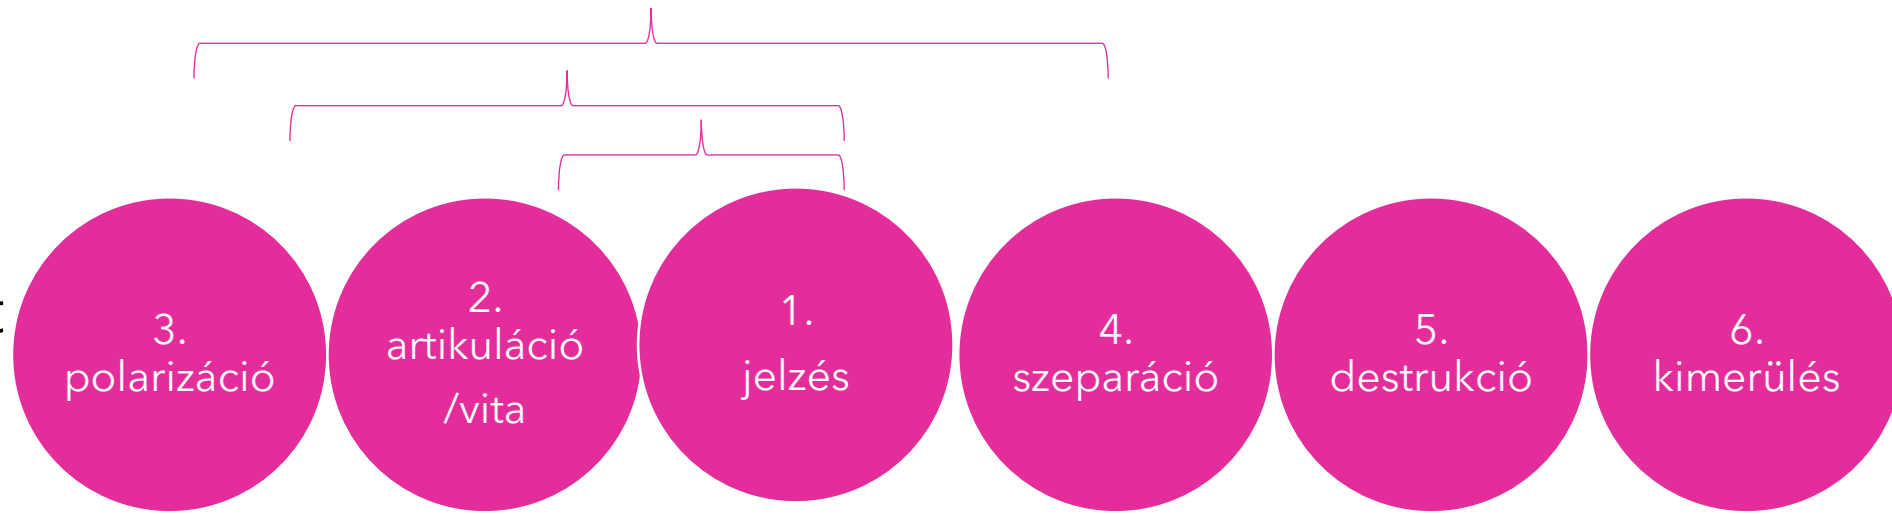 3.
polarizáció
2.
artikuláció
/vita
1.
jelzés
4.
szeparáció
5.
destrukció
6.
kimerülés